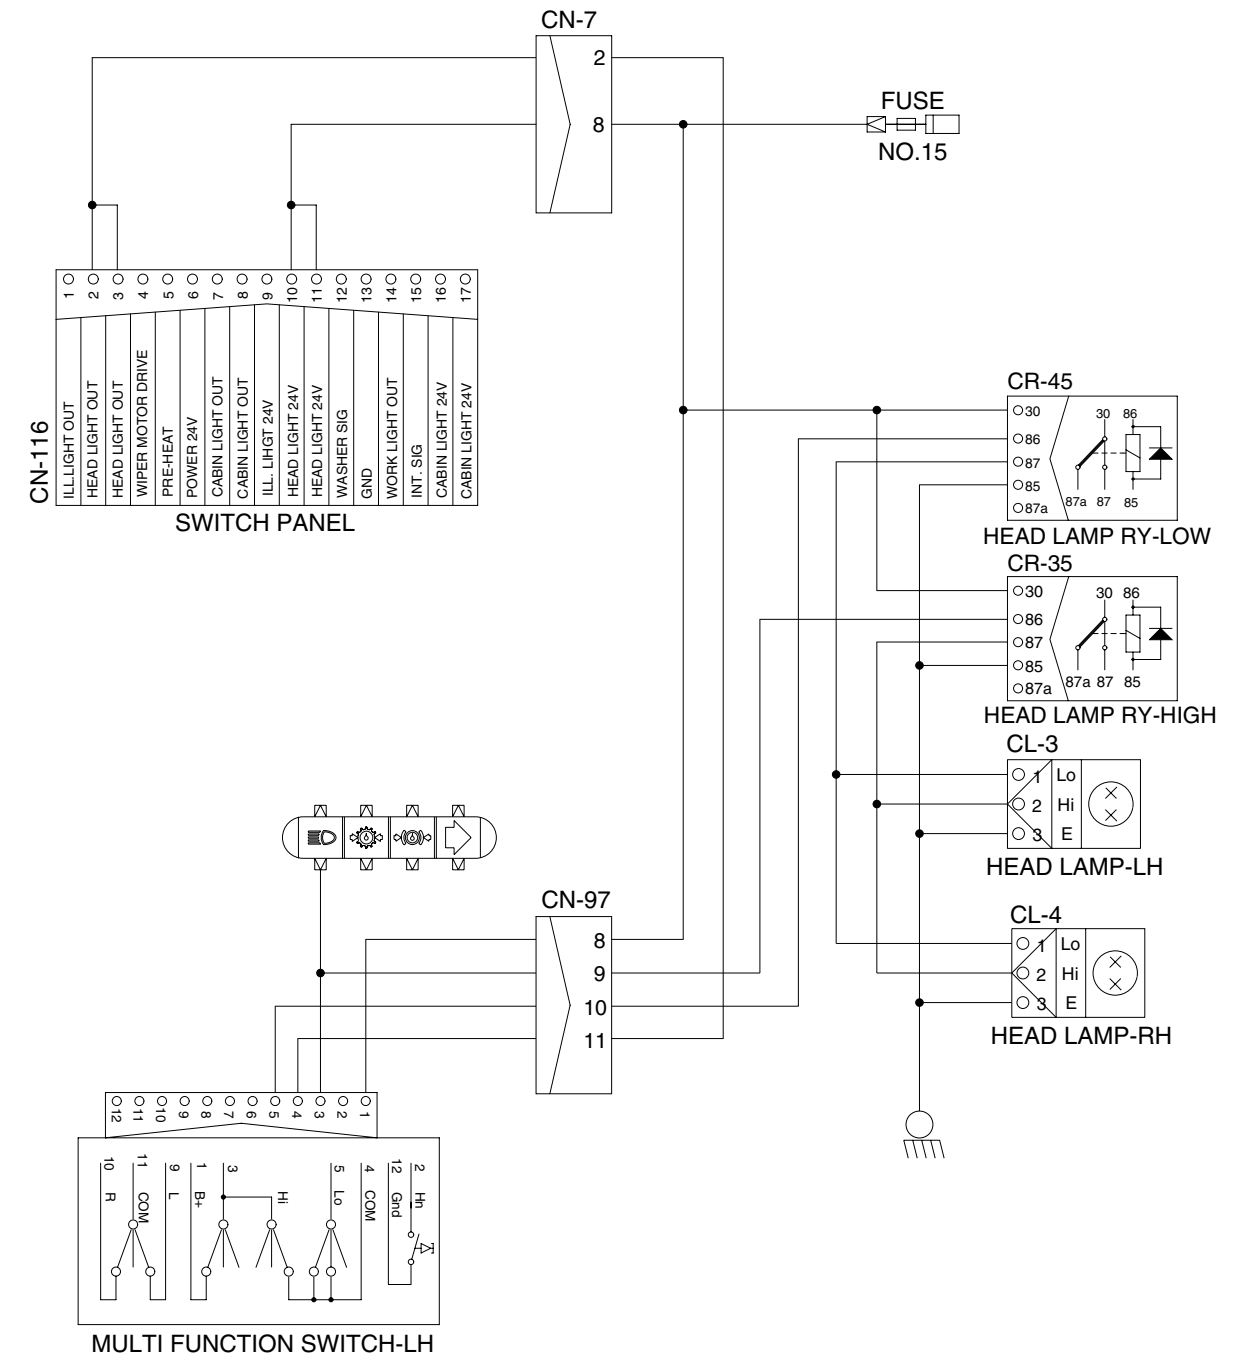 CN-7
2
8
FUSE
NO.15
1 2 3 4 5 6 7 8 9 10 11 12 13 14 15 16 17
CN-116
ILL.LIGHT OUT
HEAD LIGHT OUT
HEAD LIGHT OUT
WIPER MOTOR DRIVE
PRE-HEAT
POWER 24V
CABIN LIGHT OUT
CABIN LIGHT OUT
ILL. LIHGT 24V
HEAD LIGHT 24V
HEAD LIGHT 24V
WASHER SIG
GND
WORK LIGHT OUT
INT. SIG
CABIN LIGHT 24V
CABIN LIGHT 24V
SWITCH PANEL
CR-45
30
86
87
85
87a
30 86
87a 87 85
HEAD LAMP RY-LOW
CR-35
30
86
87
85
87a
30 86
87a 87 85
HEAD LAMP RY-HIGH
CL-3
1 Lo
2 Hi
3 E
HEAD LAMP-LH
CL-4
1 Lo
2 Hi
3 E
HEAD LAMP-RH
CN-97
8
9
10
11
12 11 10 9 8 7 6 5 4 3 2 1
10 R
11 COM
9 L
1 B+
3
Hi
5 Lo
4 COM
12 Gnd
2 Hn
MULTI FUNCTION SWITCH-LH